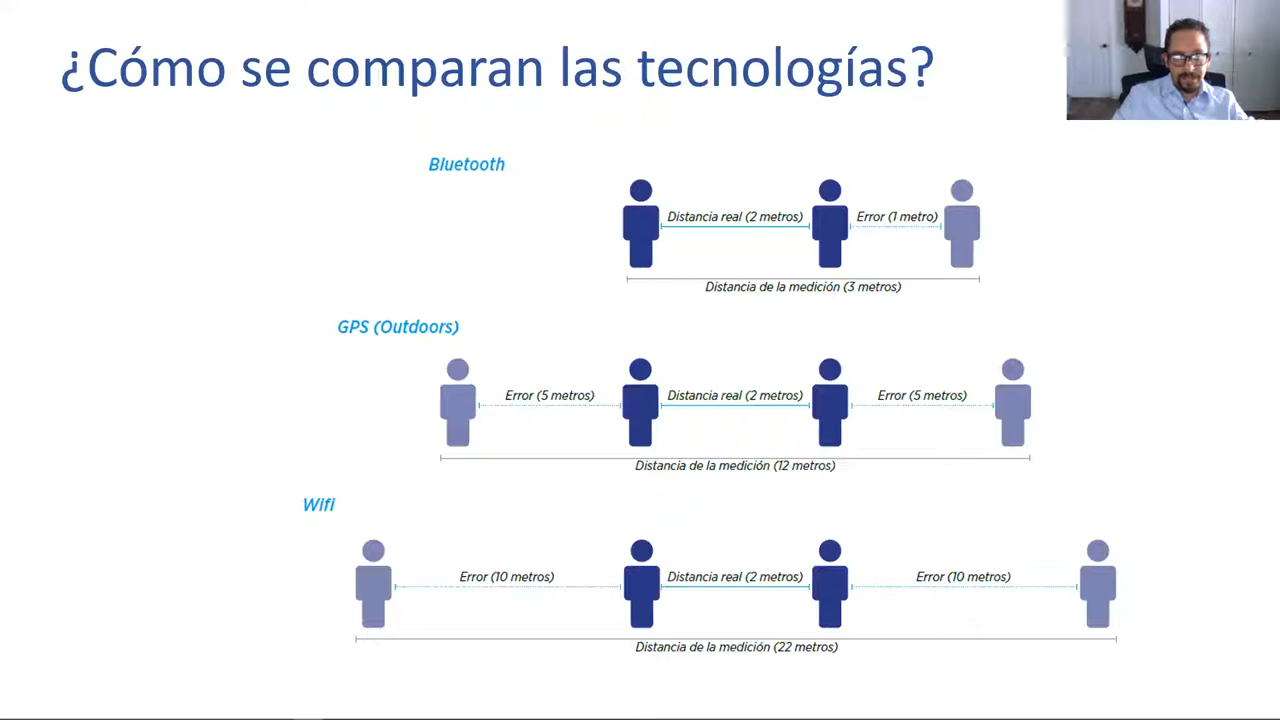 ¿Cómo se comparan las tecnologías?
Bluetooth
Distancia real (2 metros)
Error (1 metro)
Distancia de la medición (3 metros)
GPS (Outdoors)
Error (5 metros)
Distancia real (2 metros)
Error (5 metros)
Distancia de la medición (12 metros)
Wifi
Error (10 metros)
Distancia real (2 metros)
Error (10 metros)
Distancia de la medición (22 metros)